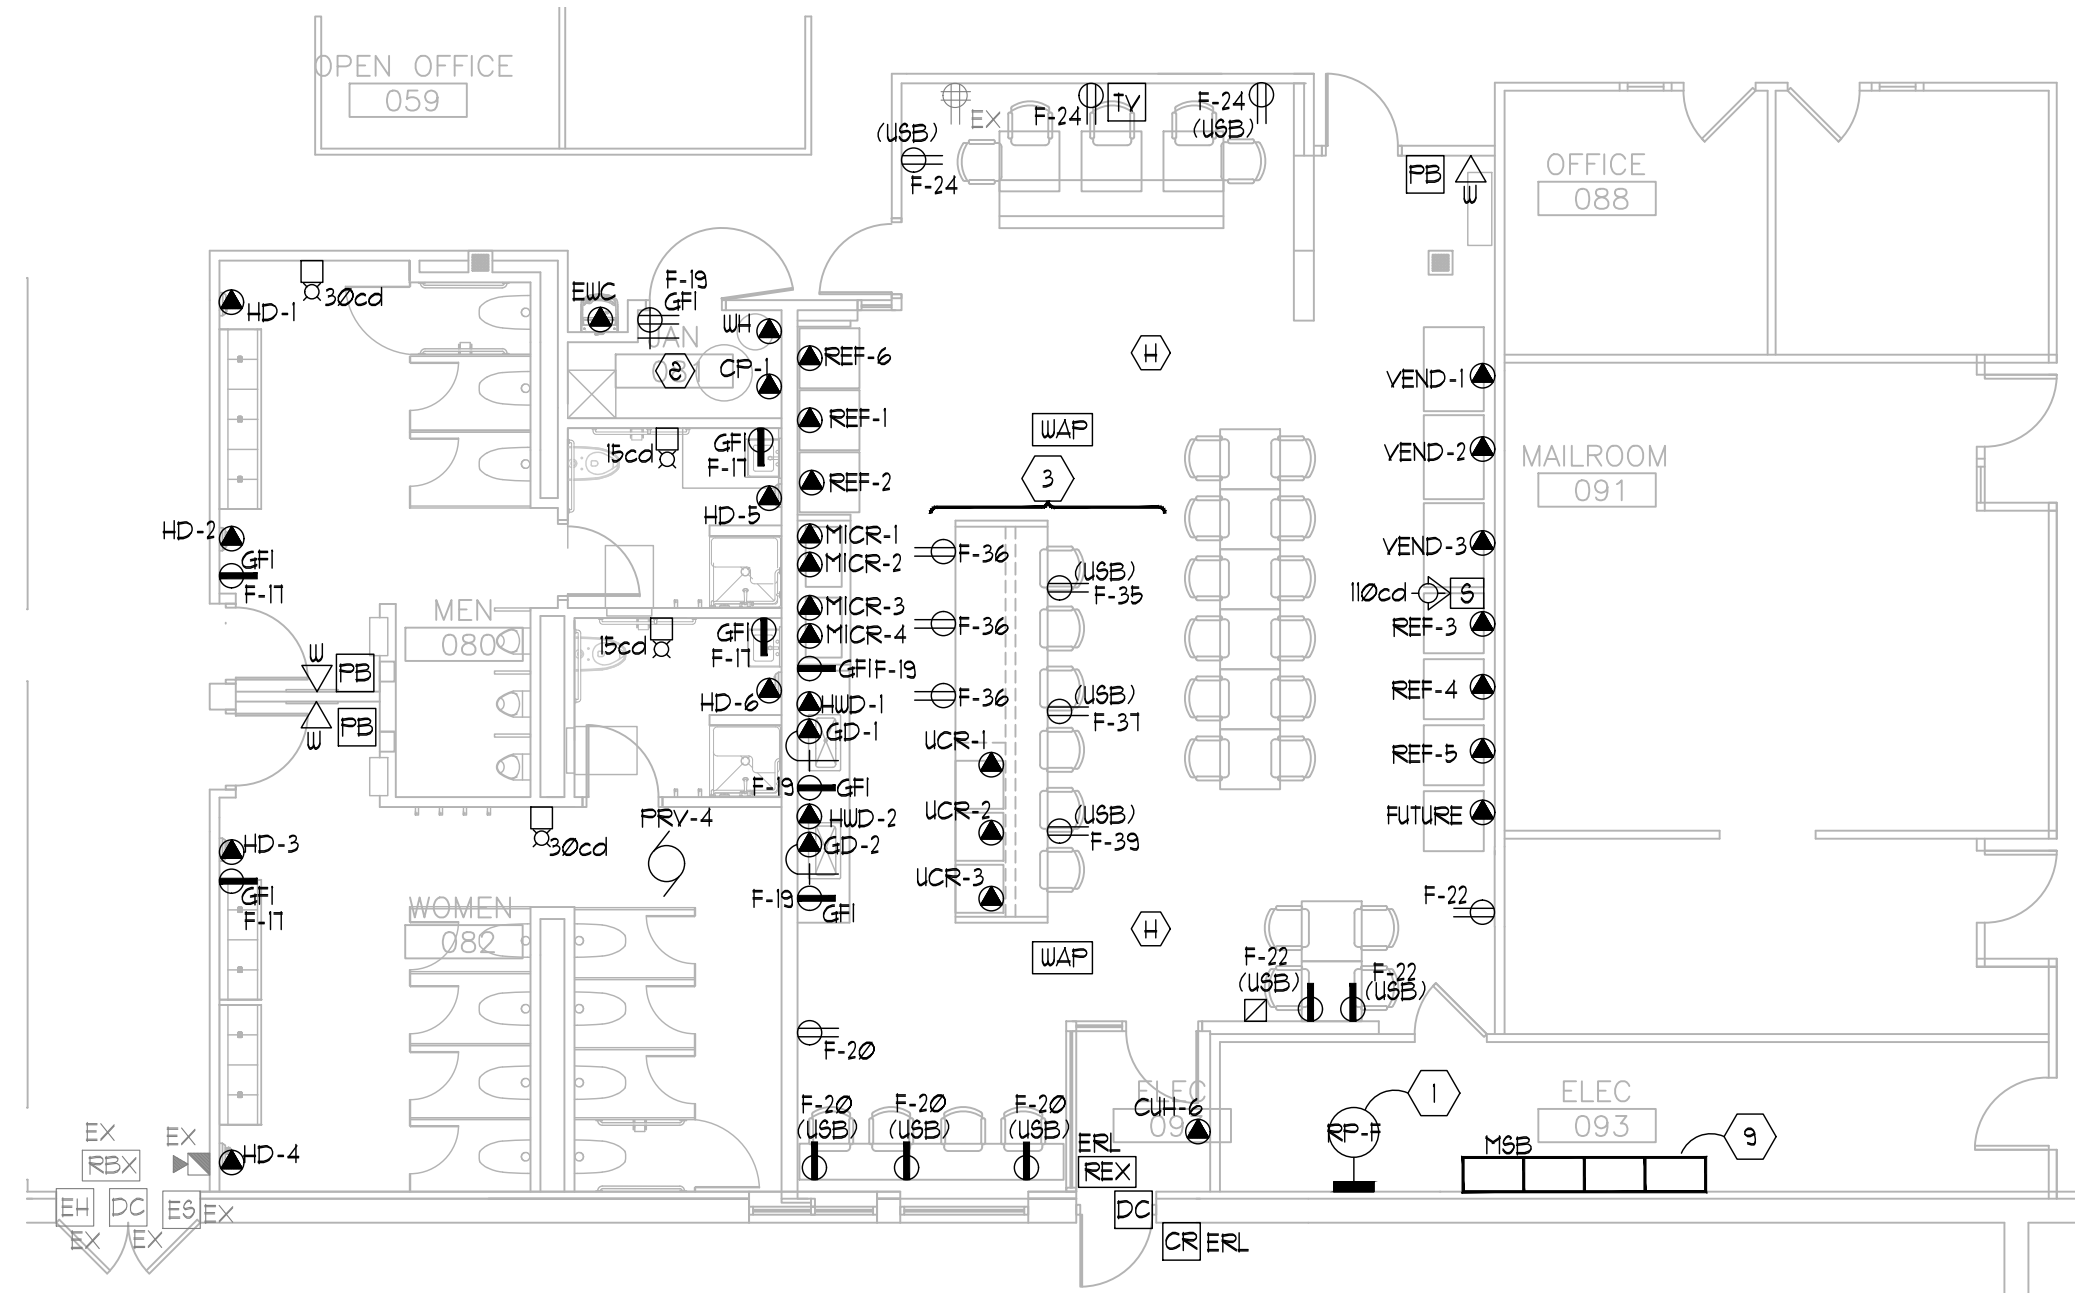 OPEN OFFICE
059
EX
F-24
TV
F-24
(USB)
(USB)
F-24
PB
W
OFFICE
088
30cd
HD-1
EWC
F-19
GFI
WH
JAN
CP-1
REF-6
H
VEND-1
REF-1
WAP
GFI
F-17
15cd
VEND-2
MAILROOM
091
3
REF-2
HD-5
HD-2
GFI
F-17
MICR-1
MICR-2
F-36
(USB)
F-35
VEND-3
110cd
S
MEN
080
MICR-3
MICR-4
F-36
REF-3
15cd
GFI
F-17
GFI F-19
W
PB
HD-6
HWD-1
F-36
(USB)
F-37
REF-4
PB
W
GD-1
UCR-1
REF-5
F-19
GFI
PRV-4
HWD-2
UCR-2
(USB)
F-39
FUTURE
HD-3
30cd
GD-2
UCR-3
GFI
F-17
F-19
GFI
F-22
WOMEN
082
H
WAP
F-22
(USB)
F-22
(USB)
F-20
ELEC
09
CUH-6
1
ELEC
093
F-20
(USB)
F-20
(USB)
F-20
(USB)
RP-F
MSB
9
EX
RBX
EX
HD-4
ERL
REX
EH
DC
ES
EX
DC
EX
EX
CR
ERL